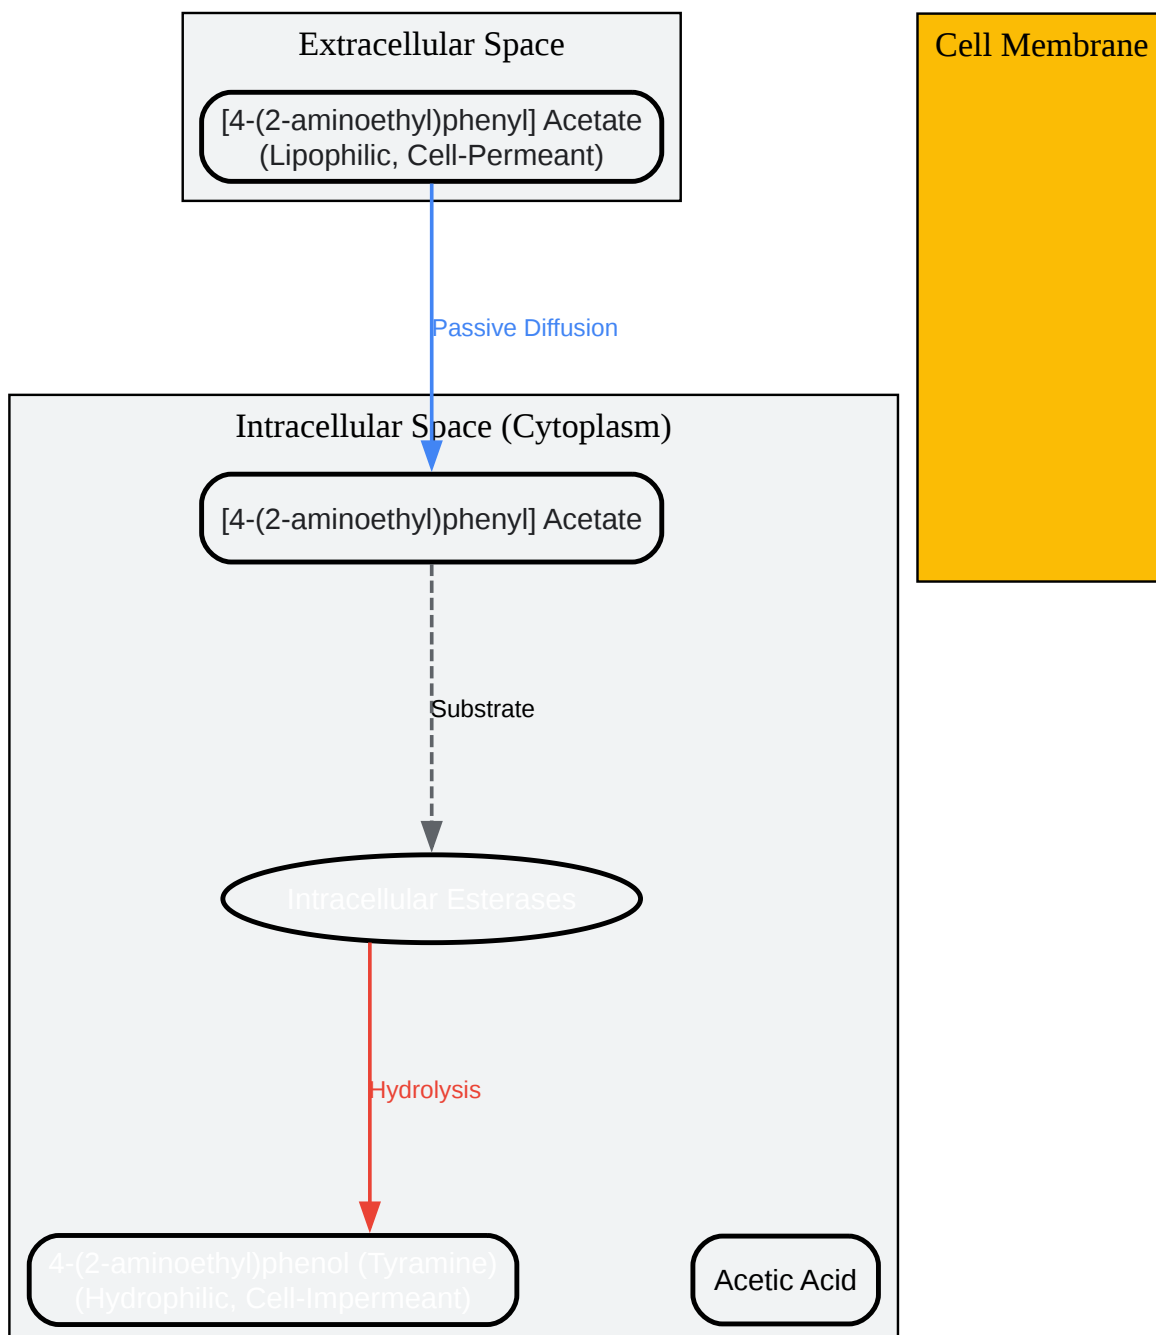 Extracellular Space
Cell Membrane
[4-(2-aminoethyl)phenyl] Acetate
(Lipophilic, Cell-Permeant)
Passive Diffusion
Intracellular Space (Cytoplasm)
[4-(2-aminoethyl)phenyl] Acetate
Substrate
Intracellular Esterases
Hydrolysis
4-(2-aminoethyl)phenol (Tyramine)
(Hydrophilic, Cell-Impermeant)
Acetic Acid